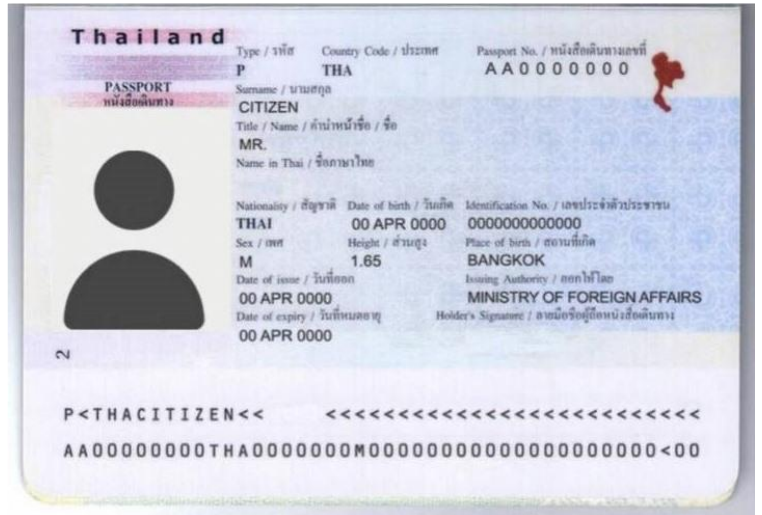 Thailand
PASSPORT
หนังสือเดินทาง
Type / รหัส Country Code / ประเทศ Passport No. / หนังสือเดินทางเลขที่
P THA AA0000000
Surname / นามสกุล
CITIZEN
Title / Name / คำนำหน้าชื่อ / ชื่อ
MR.
Name in Thai / ชื่อภาษาไทย
Nationality / สัญชาติ Date of birth / วันเกิด Identification No. / เลขประจำตัวประชาชน
THAI 00 APR 0000 0000000000000
Sex / เพศ Height / ส่วนสูง Place of birth / สถานที่เกิด
M 1.65 BANGKOK
Date of issue / วันที่ออก Issuing Authority / ออกให้โดย
00 APR 0000 MINISTRY OF FOREIGN AFFAIRS
Date of expiry / วันที่หมดอายุ Holder's Signature / ลายมือชื่อผู้ถือหนังสือเดินทาง
00 APR 0000
2
P<THACITIZEN<< <<<<<<<<<<<<<<<<<<<<<<<<<<
AA00000000THA0000000M00000000000000000000<00